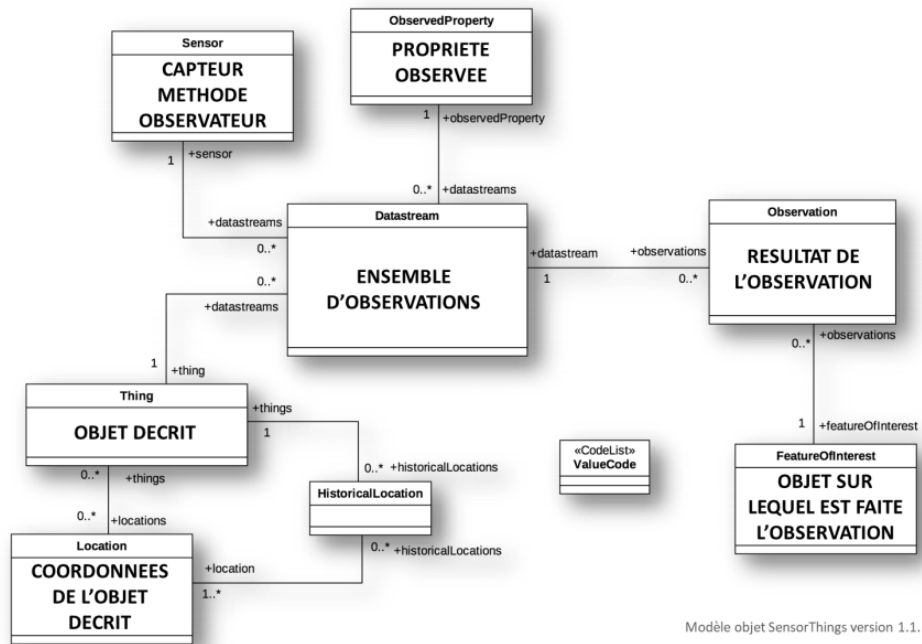 ObservedProperty
PROPRIETE
OBSERVEE
Sensor
CAPTEUR
METHODE
OBSERVATEUR
1
+observedProperty
1
+sensor
0..*
+datastreams
Datastream
ENSEMBLE
D’OBSERVATIONS
+datastreams
0..*
0..*
+datastreams
+datastream
1
+observations
0..*
Observation
RESULTAT DE
L’OBSERVATION
+observations
0..*
1
+featureOfInterest
FeatureOfInterest
OBJET SUR
LEQUEL EST FAITE
L’OBSERVATION
1
+thing
Thing
OBJET DECRIT
+things
1
0..*
+historicalLocations
HistoricalLocation
«CodeList»
ValueCode
0..*
+things
0..*
+locations
0..*
+historicalLocations
Location
COORDONNEES
DE L’OBJET
DECRIT
+location
1..*
Modèle objet SensorThings version 1.1.